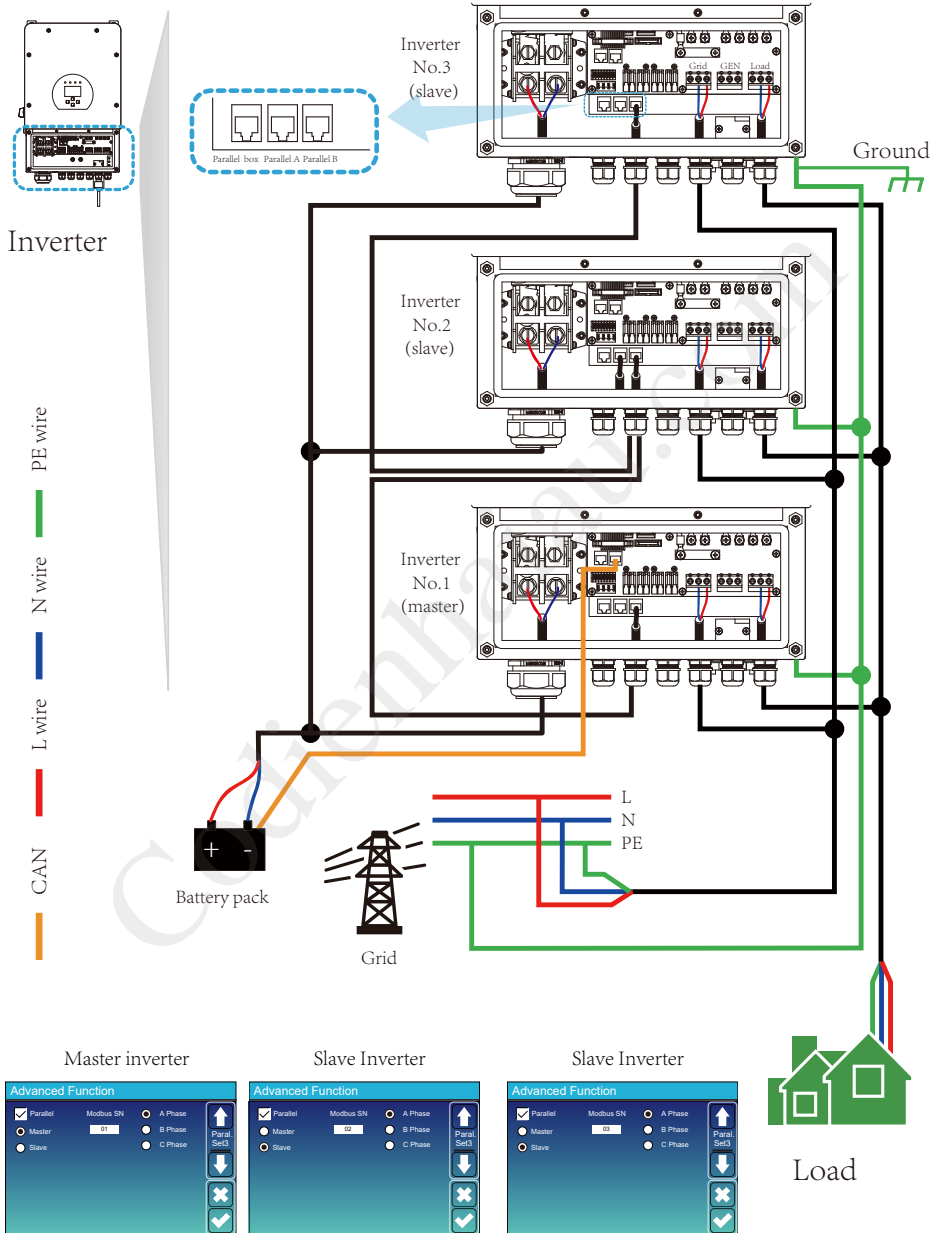 Inverter
No.3
(slave)
Grid GEN Load
Parallel box Parallel A Parallel B
Ground
Inverter
Inverter
No.2
(slave)
Inverter
No.1
(master)
PE wire
N wire
L wire
CAN
+ -
Battery pack
L
N
PE
Grid
Load
Master inverter
Advanced Function
Parallel Modbus SN A Phase
Master 01 B Phase
Slave C Phase
Paral.
Set3
Slave Inverter
Advanced Function
Parallel Modbus SN A Phase
Master 02 B Phase
Slave C Phase
Paral.
Set3
Slave Inverter
Advanced Function
Parallel Modbus SN A Phase
Master 03 B Phase
Slave C Phase
Paral.
Set3